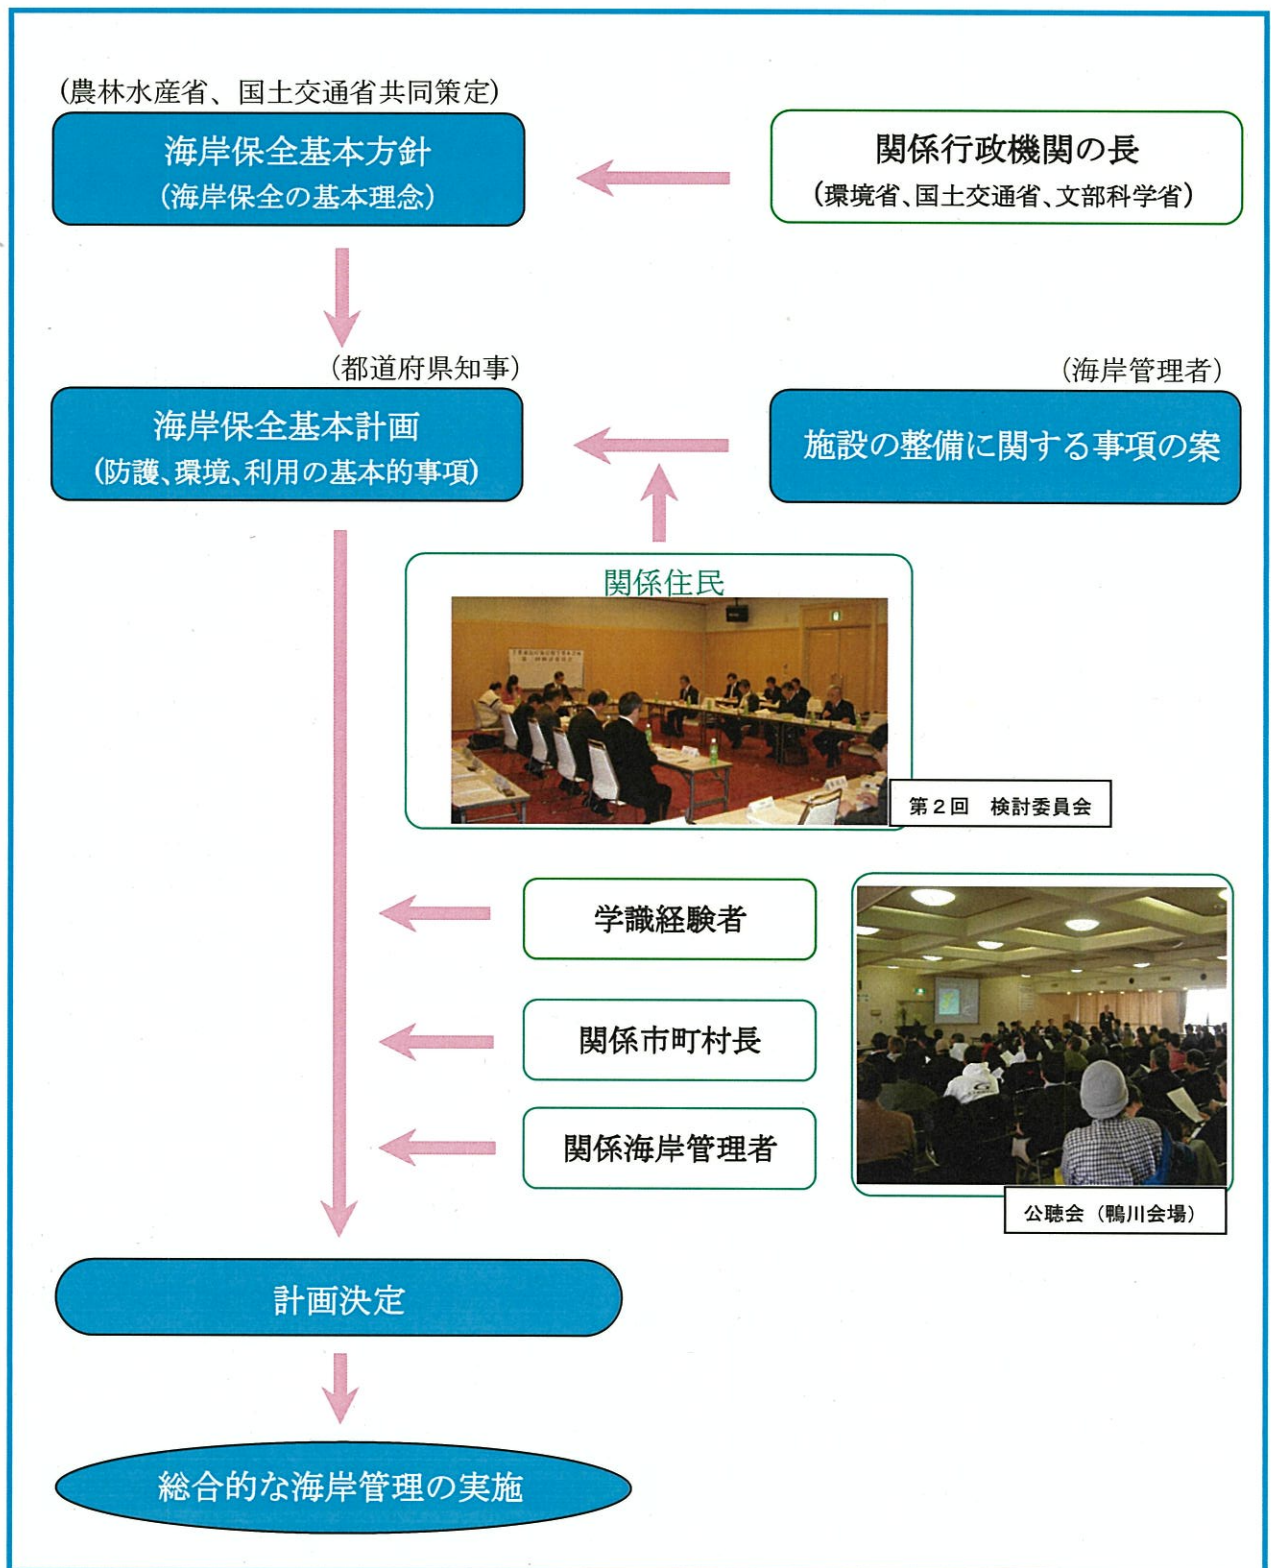 (農林水産省、国土交通省共同策定)
海岸保全基本方針
(海岸保全の基本理念)
関係行政機関の長
(環境省、国土交通省、文部科学省)
(都道府県知事)
海岸保全基本計画
(防護、環境、利用の基本的事項)
(海岸管理者)
施設の整備に関する事項の案
関係住民
第2回 検討委員会
学識経験者
関係市町村長
関係海岸管理者
公聴会(鴨川会場)
計画決定
総合的な海岸管理の実施